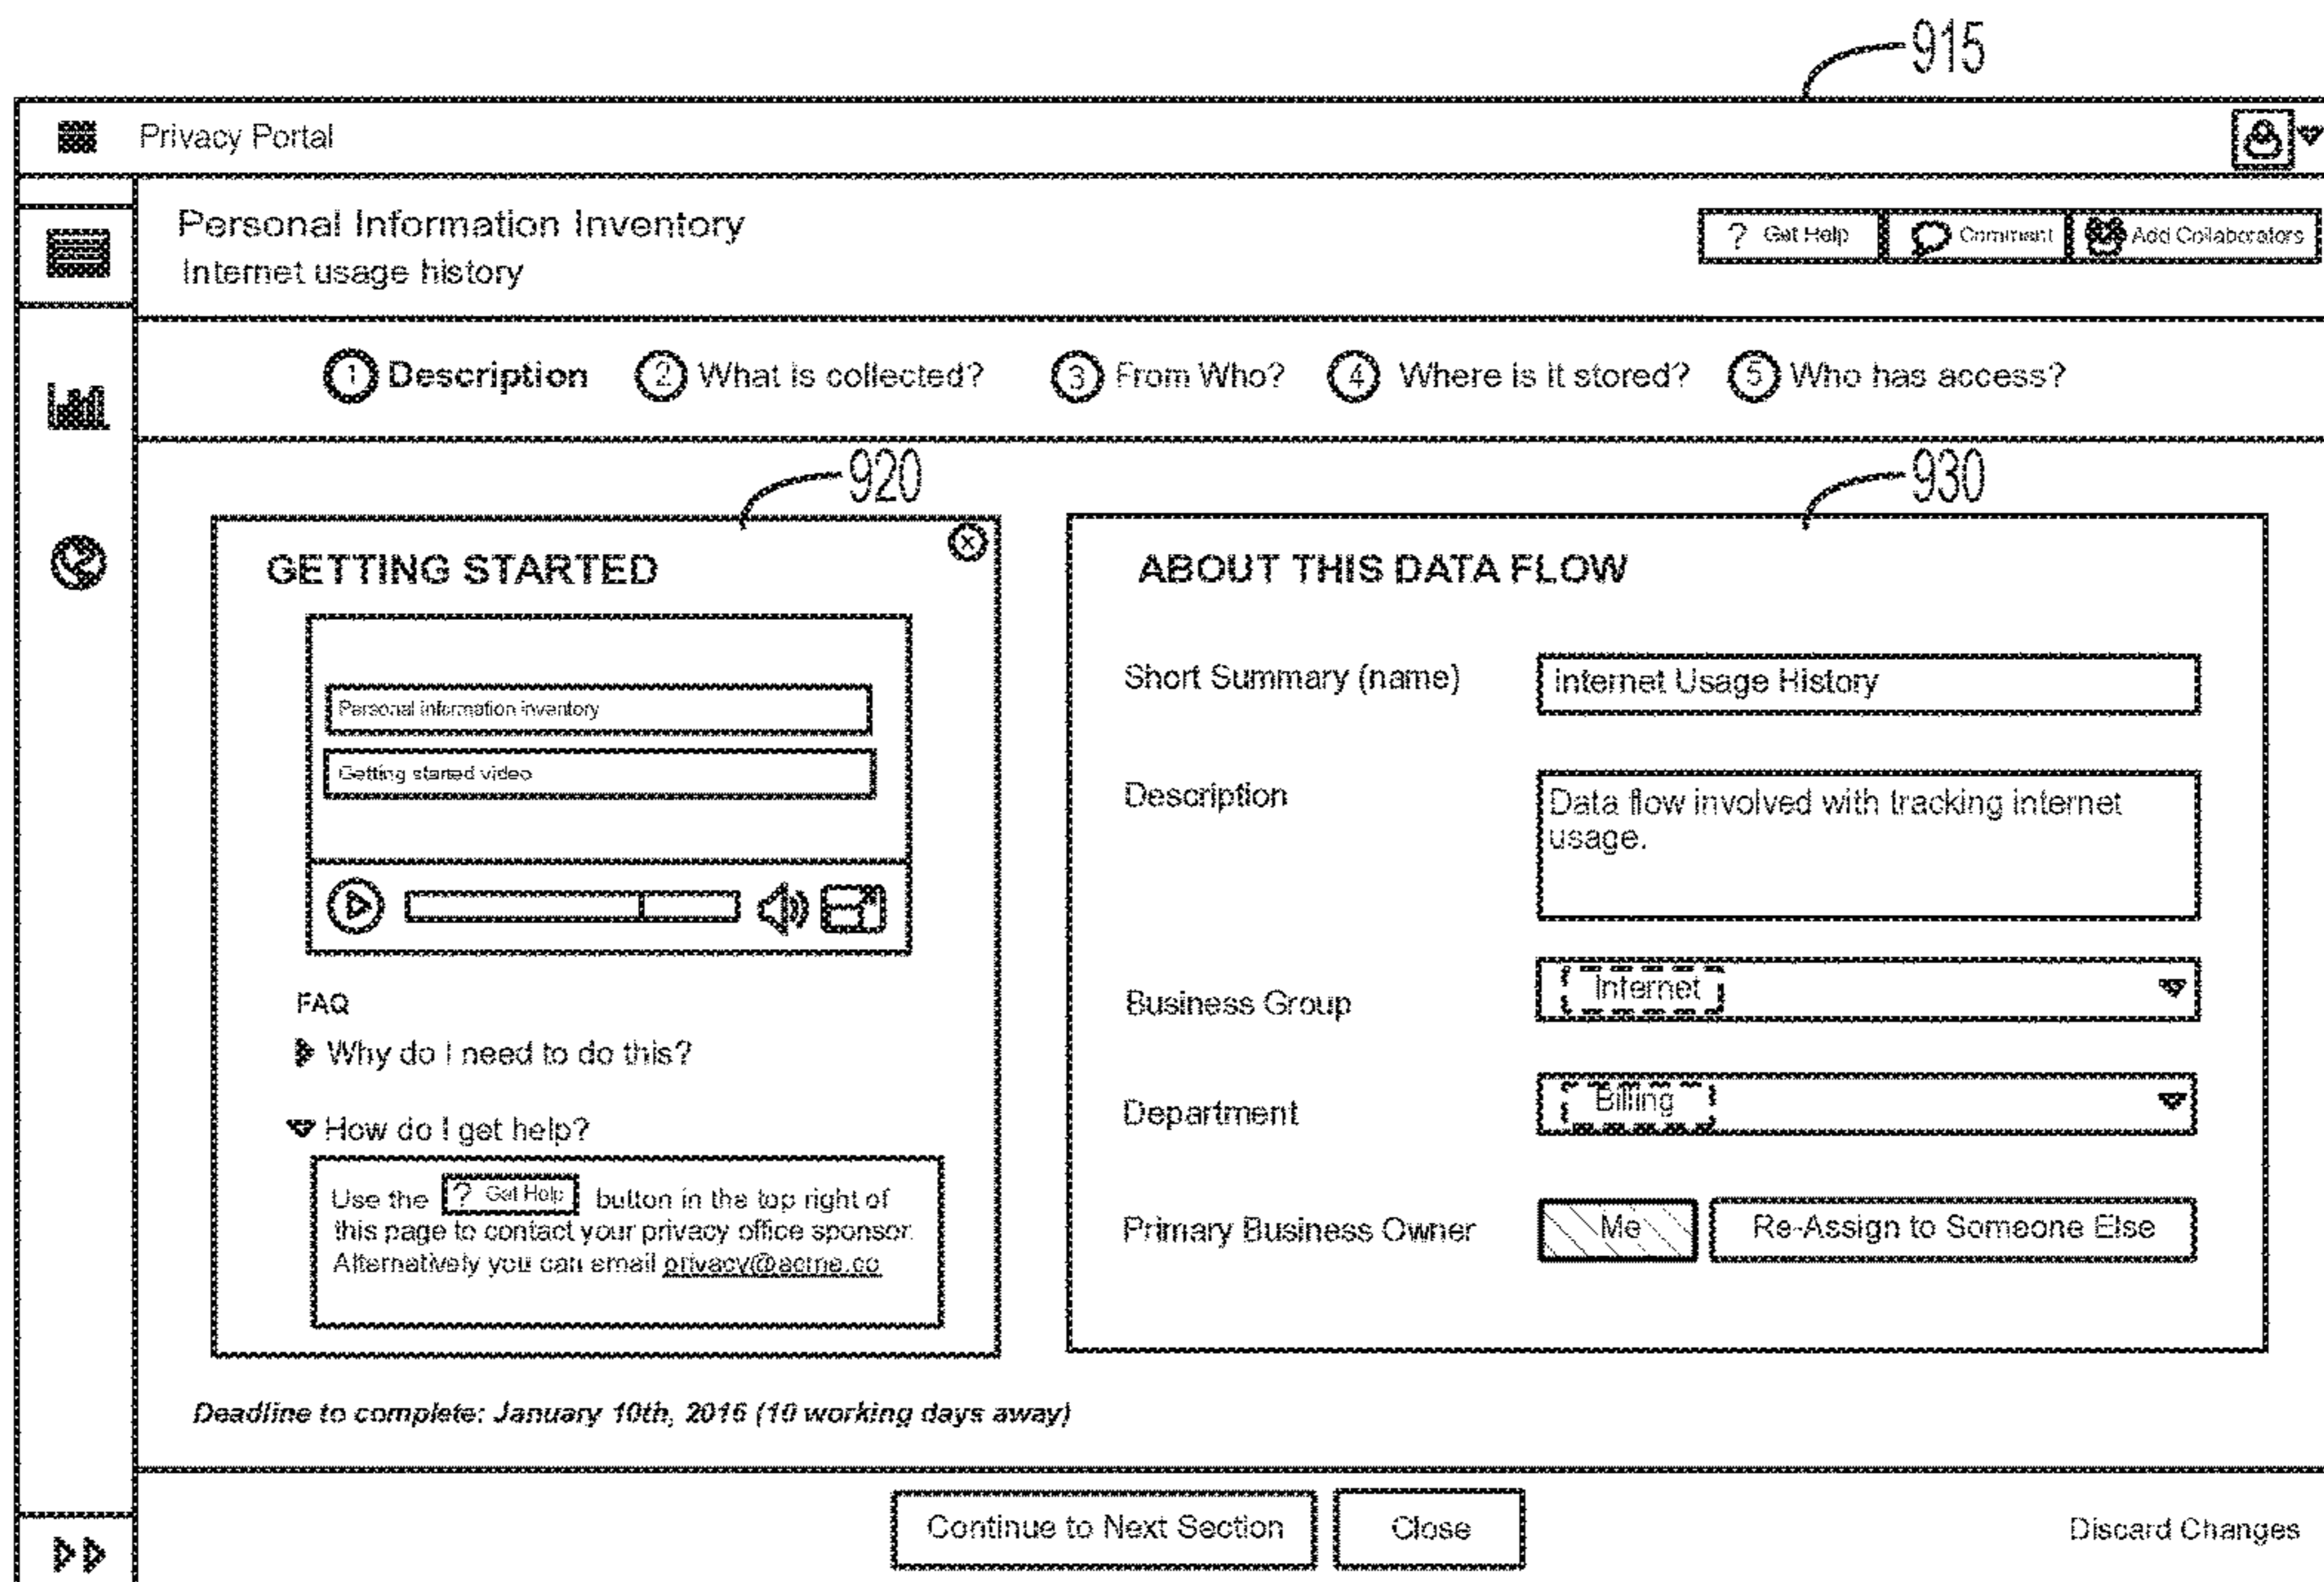 915
Privacy Portal
Personal Information Inventory
Internet usage history
? Get Help
Comment
Add Collaborators
1 Description
2 What is collected?
3 From Who?
4 Where is it stored?
5 Who has access?
920
930
GETTING STARTED
Personal information inventory
Getting started video
FAQ
Why do I need to do this?
How do I get help?
Use the ? Get Help button in the top right of
this page to contact your privacy office sponsor.
Alternatively you can email privacy@acme.co
ABOUT THIS DATA FLOW
Short Summary (name)
Internet Usage History
Description
Data flow involved with tracking internet
usage.
Business Group
Internet
Department
Billing
Primary Business Owner
Me
Re-Assign to Someone Else
Deadline to complete: January 10th, 2016 (10 working days away)
Continue to Next Section
Close
Discard Changes